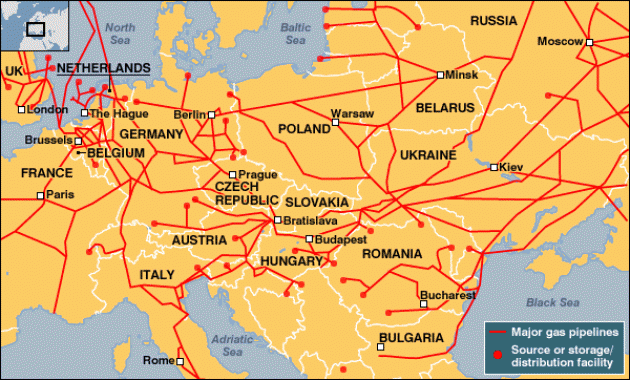 North
Sea
Baltic
Sea
RUSSIA
Moscow
UK
NETHERLANDS
Minsk
London
The Hague
Berlin
Warsaw
BELARUS
Brussels
GERMANY
POLAND
BELGIUM
UKRAINE
FRANCE
Prague
Kiev
Paris
CZECH
REPUBLIC
SLOVAKIA
Bratislava
AUSTRIA
Budapest
HUNGARY
ROMANIA
ITALY
Bucharest
Black Sea
Adriatic
Sea
BULGARIA
Rome
Major gas pipelines
Source or storage/
distribution facility